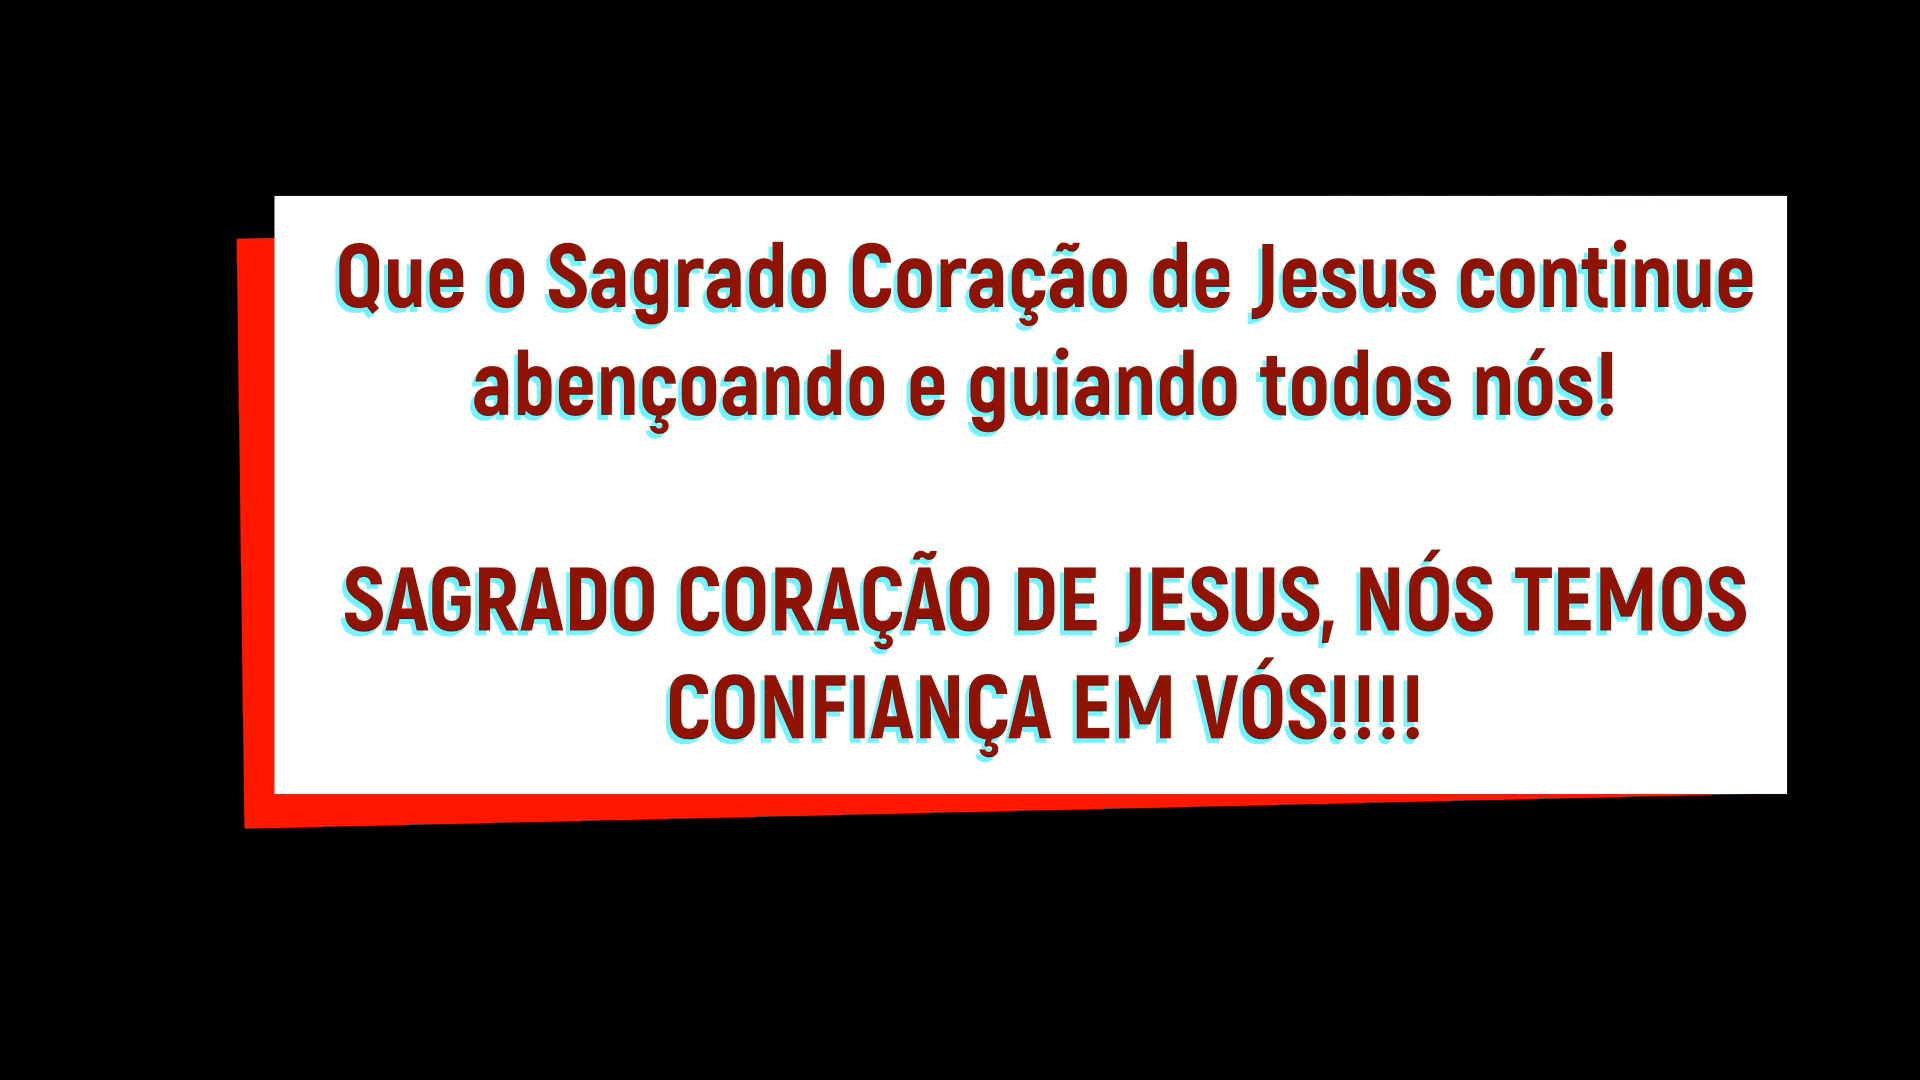 Que o Sagrado Coração de Jesus continue
abençoando e guiando todos nós!
SAGRADO CORAÇÃO DE JESUS, NÓS TEMOS
CONFIANÇA EM VÓS!!!!